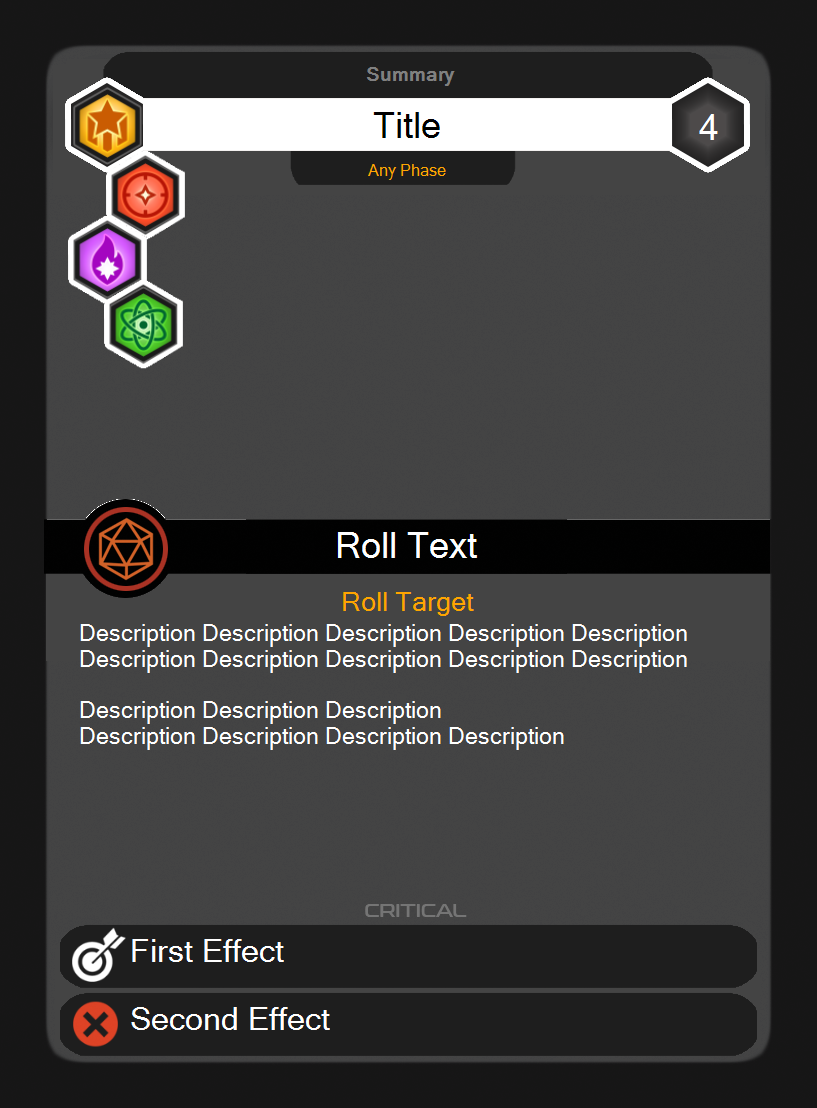 Summary
Title
4
Any Phase
Roll Text
Roll Target
Description Description Description Description Description
Description Description Description Description Description
Description Description Description
Description Description Description Description
CRITICAL
First Effect
Second Effect